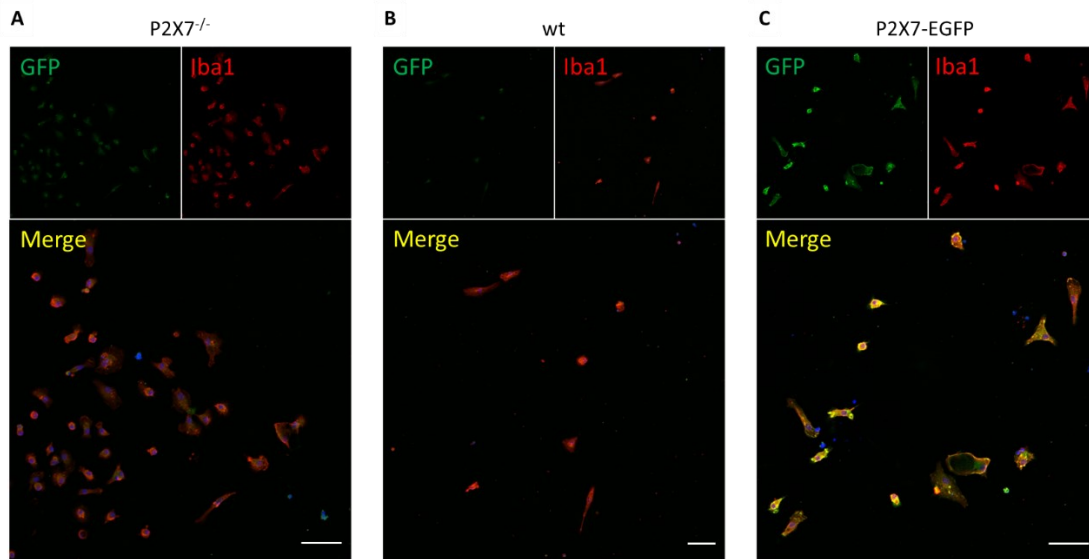 A
P2X7-/-
GFP
Iba1
Merge
B
wt
GFP
Iba1
Merge
C
P2X7-EGFP
GFP
Iba1
Merge